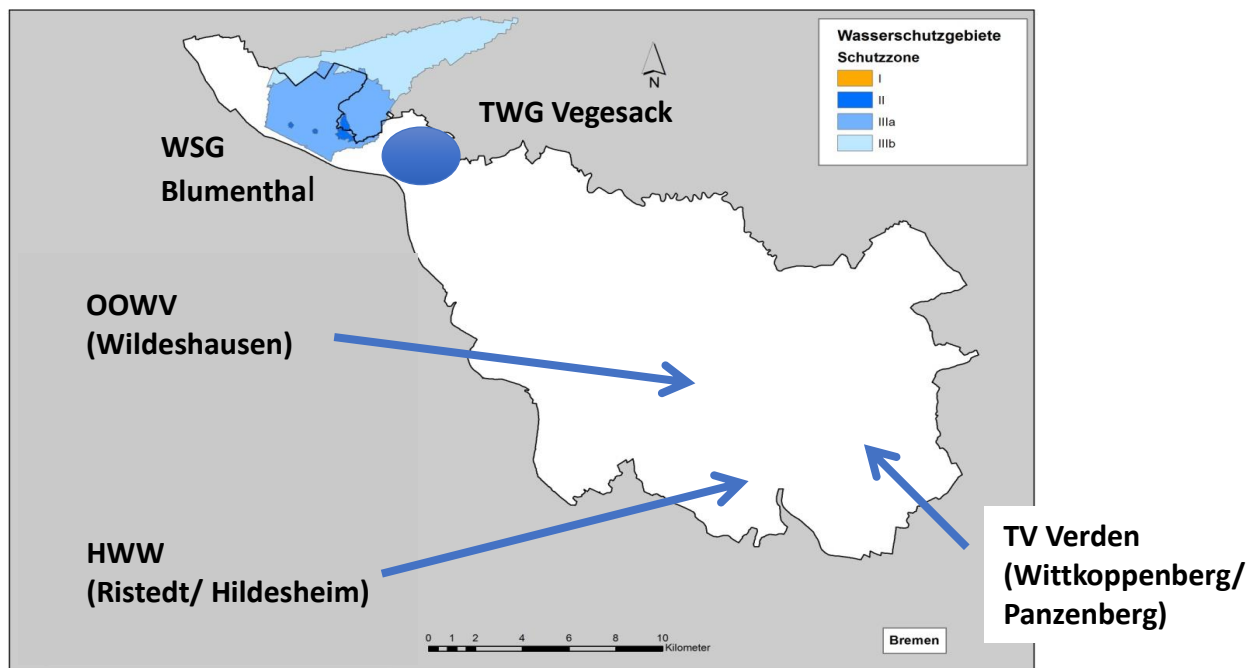 Wasserschutzgebiete
Schutzzone
I
II
IIIa
IIIb
N
TWG Vegesack
WSG
Blumenthal
OOWV
(Wildeshausen)
HWW
(Ristedt/ Hildesheim)
TV Verden
(Wittkoppenberg/
Panzenberg)
0 1 2 4 6 8 10
Kilometer
Bremen